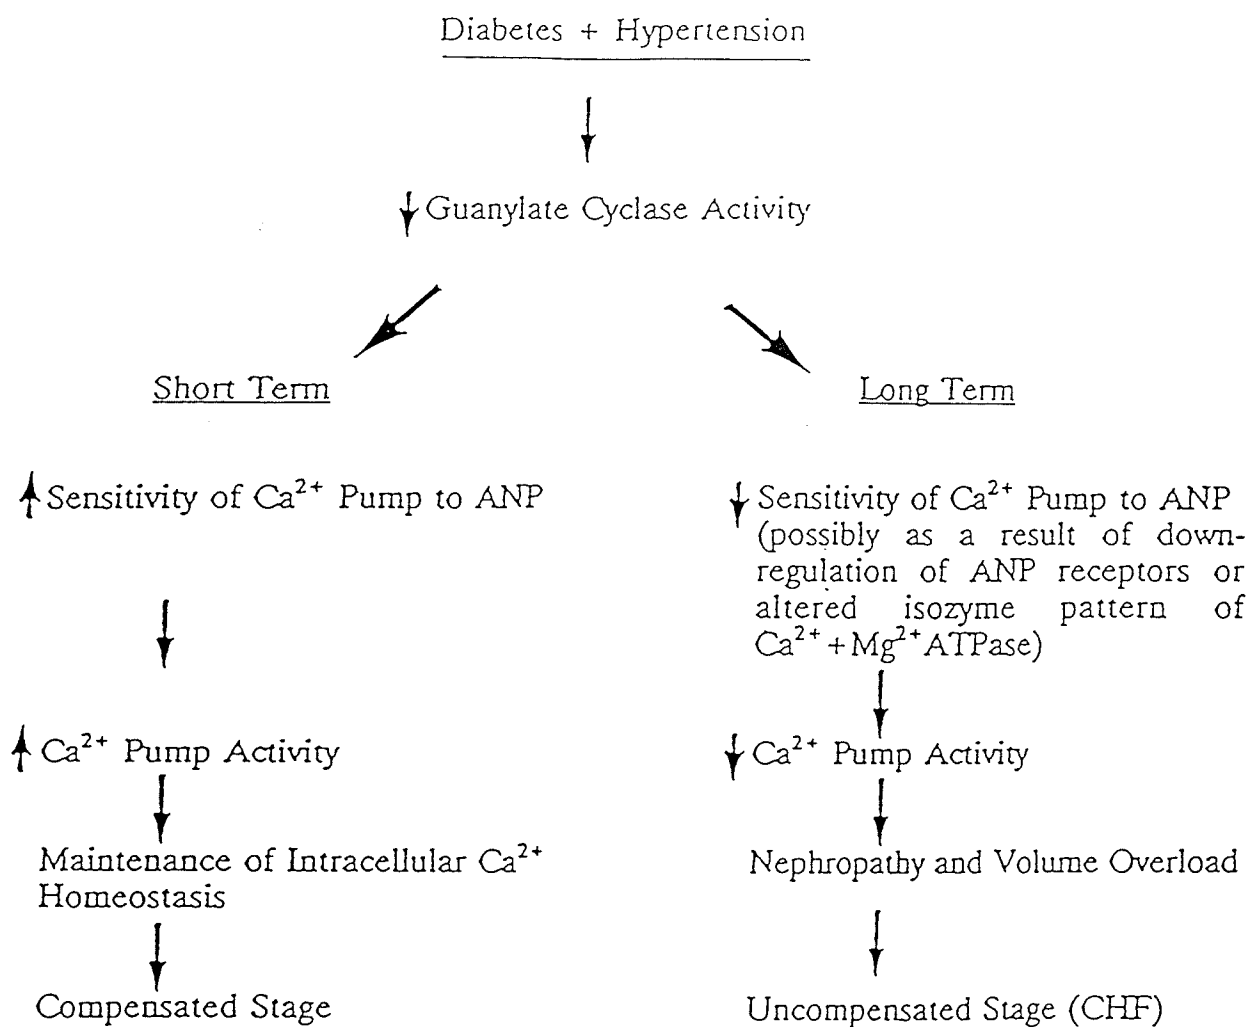 Diabetes + Hypertension
↓ Guanylate Cyclase Activity
Short Term
Long Term
↑ Sensitivity of Ca²⁺ Pump to ANP
↓ Sensitivity of Ca²⁺ Pump to ANP
(possibly as a result of down-
regulation of ANP receptors or
altered isozyme pattern of
Ca²⁺+Mg²⁺ATPase)
↑ Ca²⁺ Pump Activity
↓ Ca²⁺ Pump Activity
Maintenance of Intracellular Ca²⁺
Homeostasis
Nephropathy and Volume Overload
Compensated Stage
Uncompensated Stage (CHF)